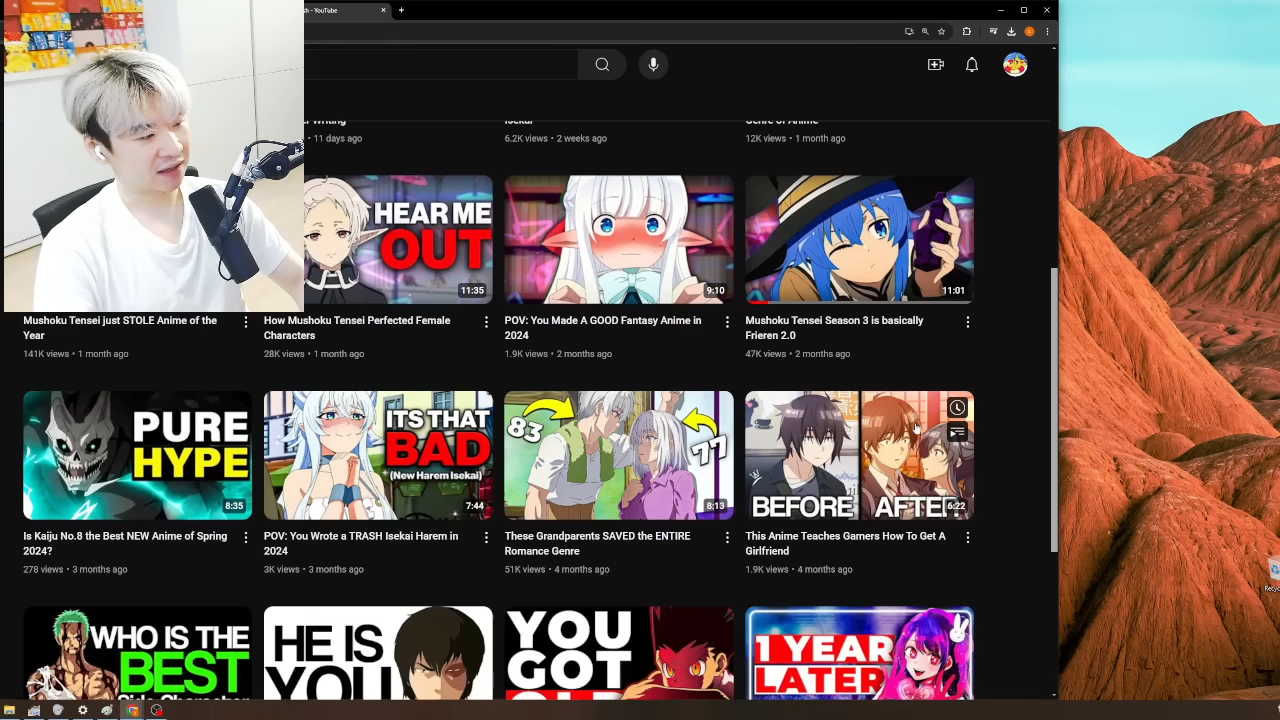 - YouTube
11 days ago
6.2K views • 2 weeks ago
12K views • 1 month ago
HEAR ME
OUT
11:35
9:10
11:01
Mushoku Tensei just STOLE Anime of the
Year
141K views • 1 month ago
How Mushoku Tensei Perfected Female
Characters
28K views • 1 month ago
POV: You Made A GOOD Fantasy Anime in
2024
1.9K views • 2 months ago
Mushoku Tensei Season 3 is basically
Frieren 2.0
47K views • 2 months ago
PURE
HYPE
8:35
ITS THAT
BAD
(New Harem Isekai)
7:44
83
77
8:13
BEFORE
AFTER
6:22
Is Kaiju No.8 the Best NEW Anime of Spring
2024?
278 views • 3 months ago
POV: You Wrote a TRASH Isekai Harem in
2024
3K views • 3 months ago
These Grandparents SAVED the ENTIRE
Romance Genre
51K views • 4 months ago
This Anime Teaches Gamers How To Get A
Girlfriend
1.9K views • 4 months ago
WHO IS THE
BEST
HE IS
YOU
YOU
GOT
1 YEAR
LATER